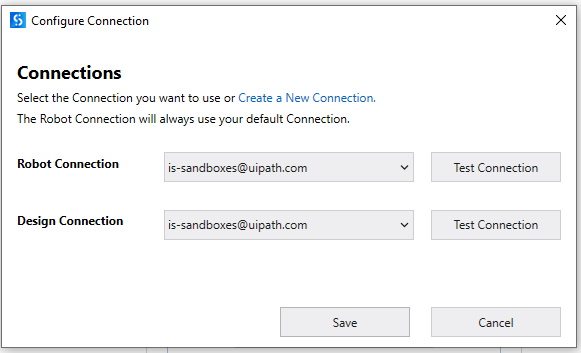 Configure Connection
Connections
Select the Connection you want to use or Create a New Connection.
The Robot Connection will always use your default Connection.
Robot Connection
is-sandboxes@uipath.com
Test Connection
Design Connection
is-sandboxes@uipath.com
Test Connection
Save
Cancel